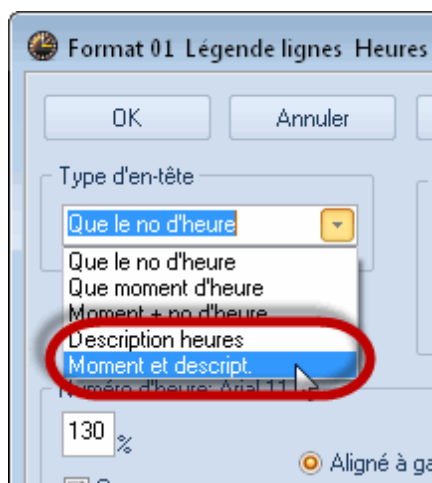 Format 01 Légende lignes Heures
OK Annuler
Type d'en-tête
Que le no d'heure
Que le no d'heure
Que moment d'heure
Moment + no d'heure
Description heures
Moment et descript.
Numéro d'heure: Arial 11
130 %
Aligné à ga